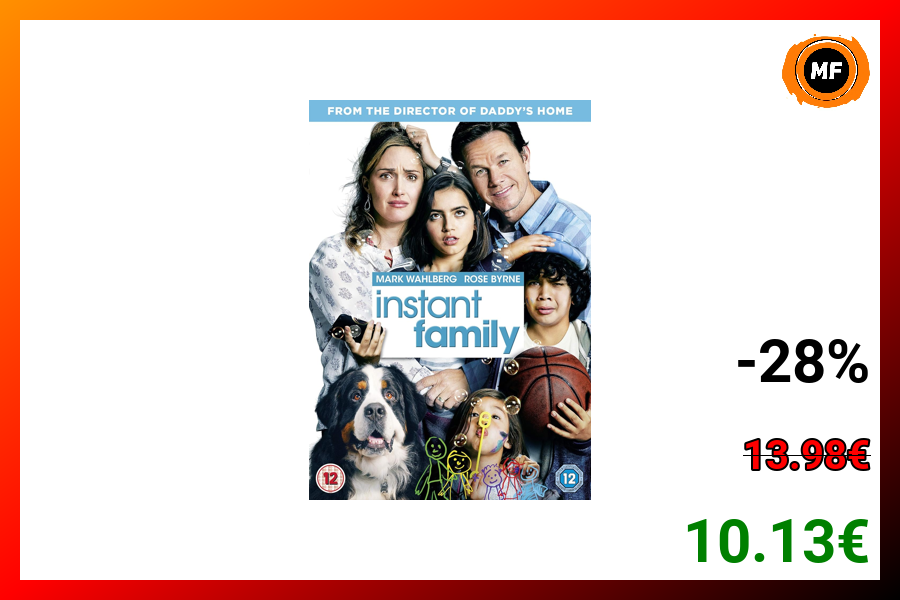 MF
FROM THE DIRECTOR OF DADDY'S HOME
MARK WAHLBERG ROSE BYRNE
instant
family
12
12
-28%
13.98€
10.13€